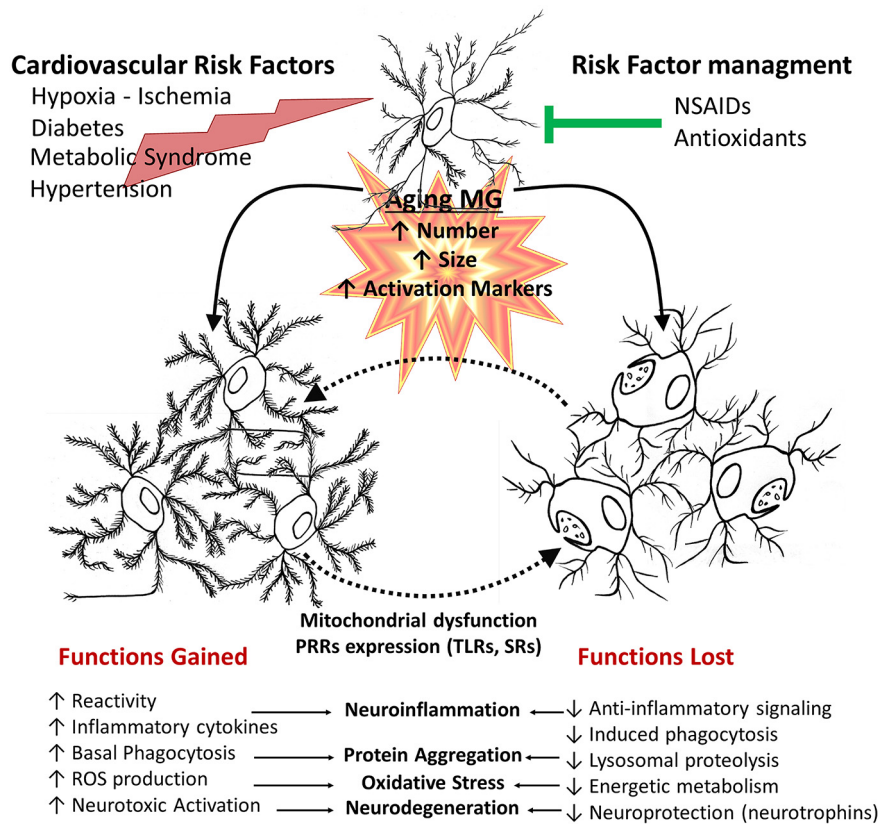 Cardiovascular Risk Factors
Hypoxia - Ischemia
Diabetes
Metabolic Syndrome
Hypertension
Risk Factor managment
NSAIDs
Antioxidants
Aging MG
↑ Number
↑ Size
↑ Activation Markers
Mitochondrial dysfunction
PRRs expression (TLRs, SRs)
Functions Gained
↑ Reactivity
↑ Inflammatory cytokines
↑ Basal Phagocytosis
↑ ROS production
↑ Neurotoxic Activation
Neuroinflammation
Protein Aggregation
Oxidative Stress
Neurodegeneration
Functions Lost
↓ Anti-inflammatory signaling
↓ Induced phagocytosis
↓ Lysosomal proteolysis
↓ Energetic metabolism
↓ Neuroprotection (neurotrophins)